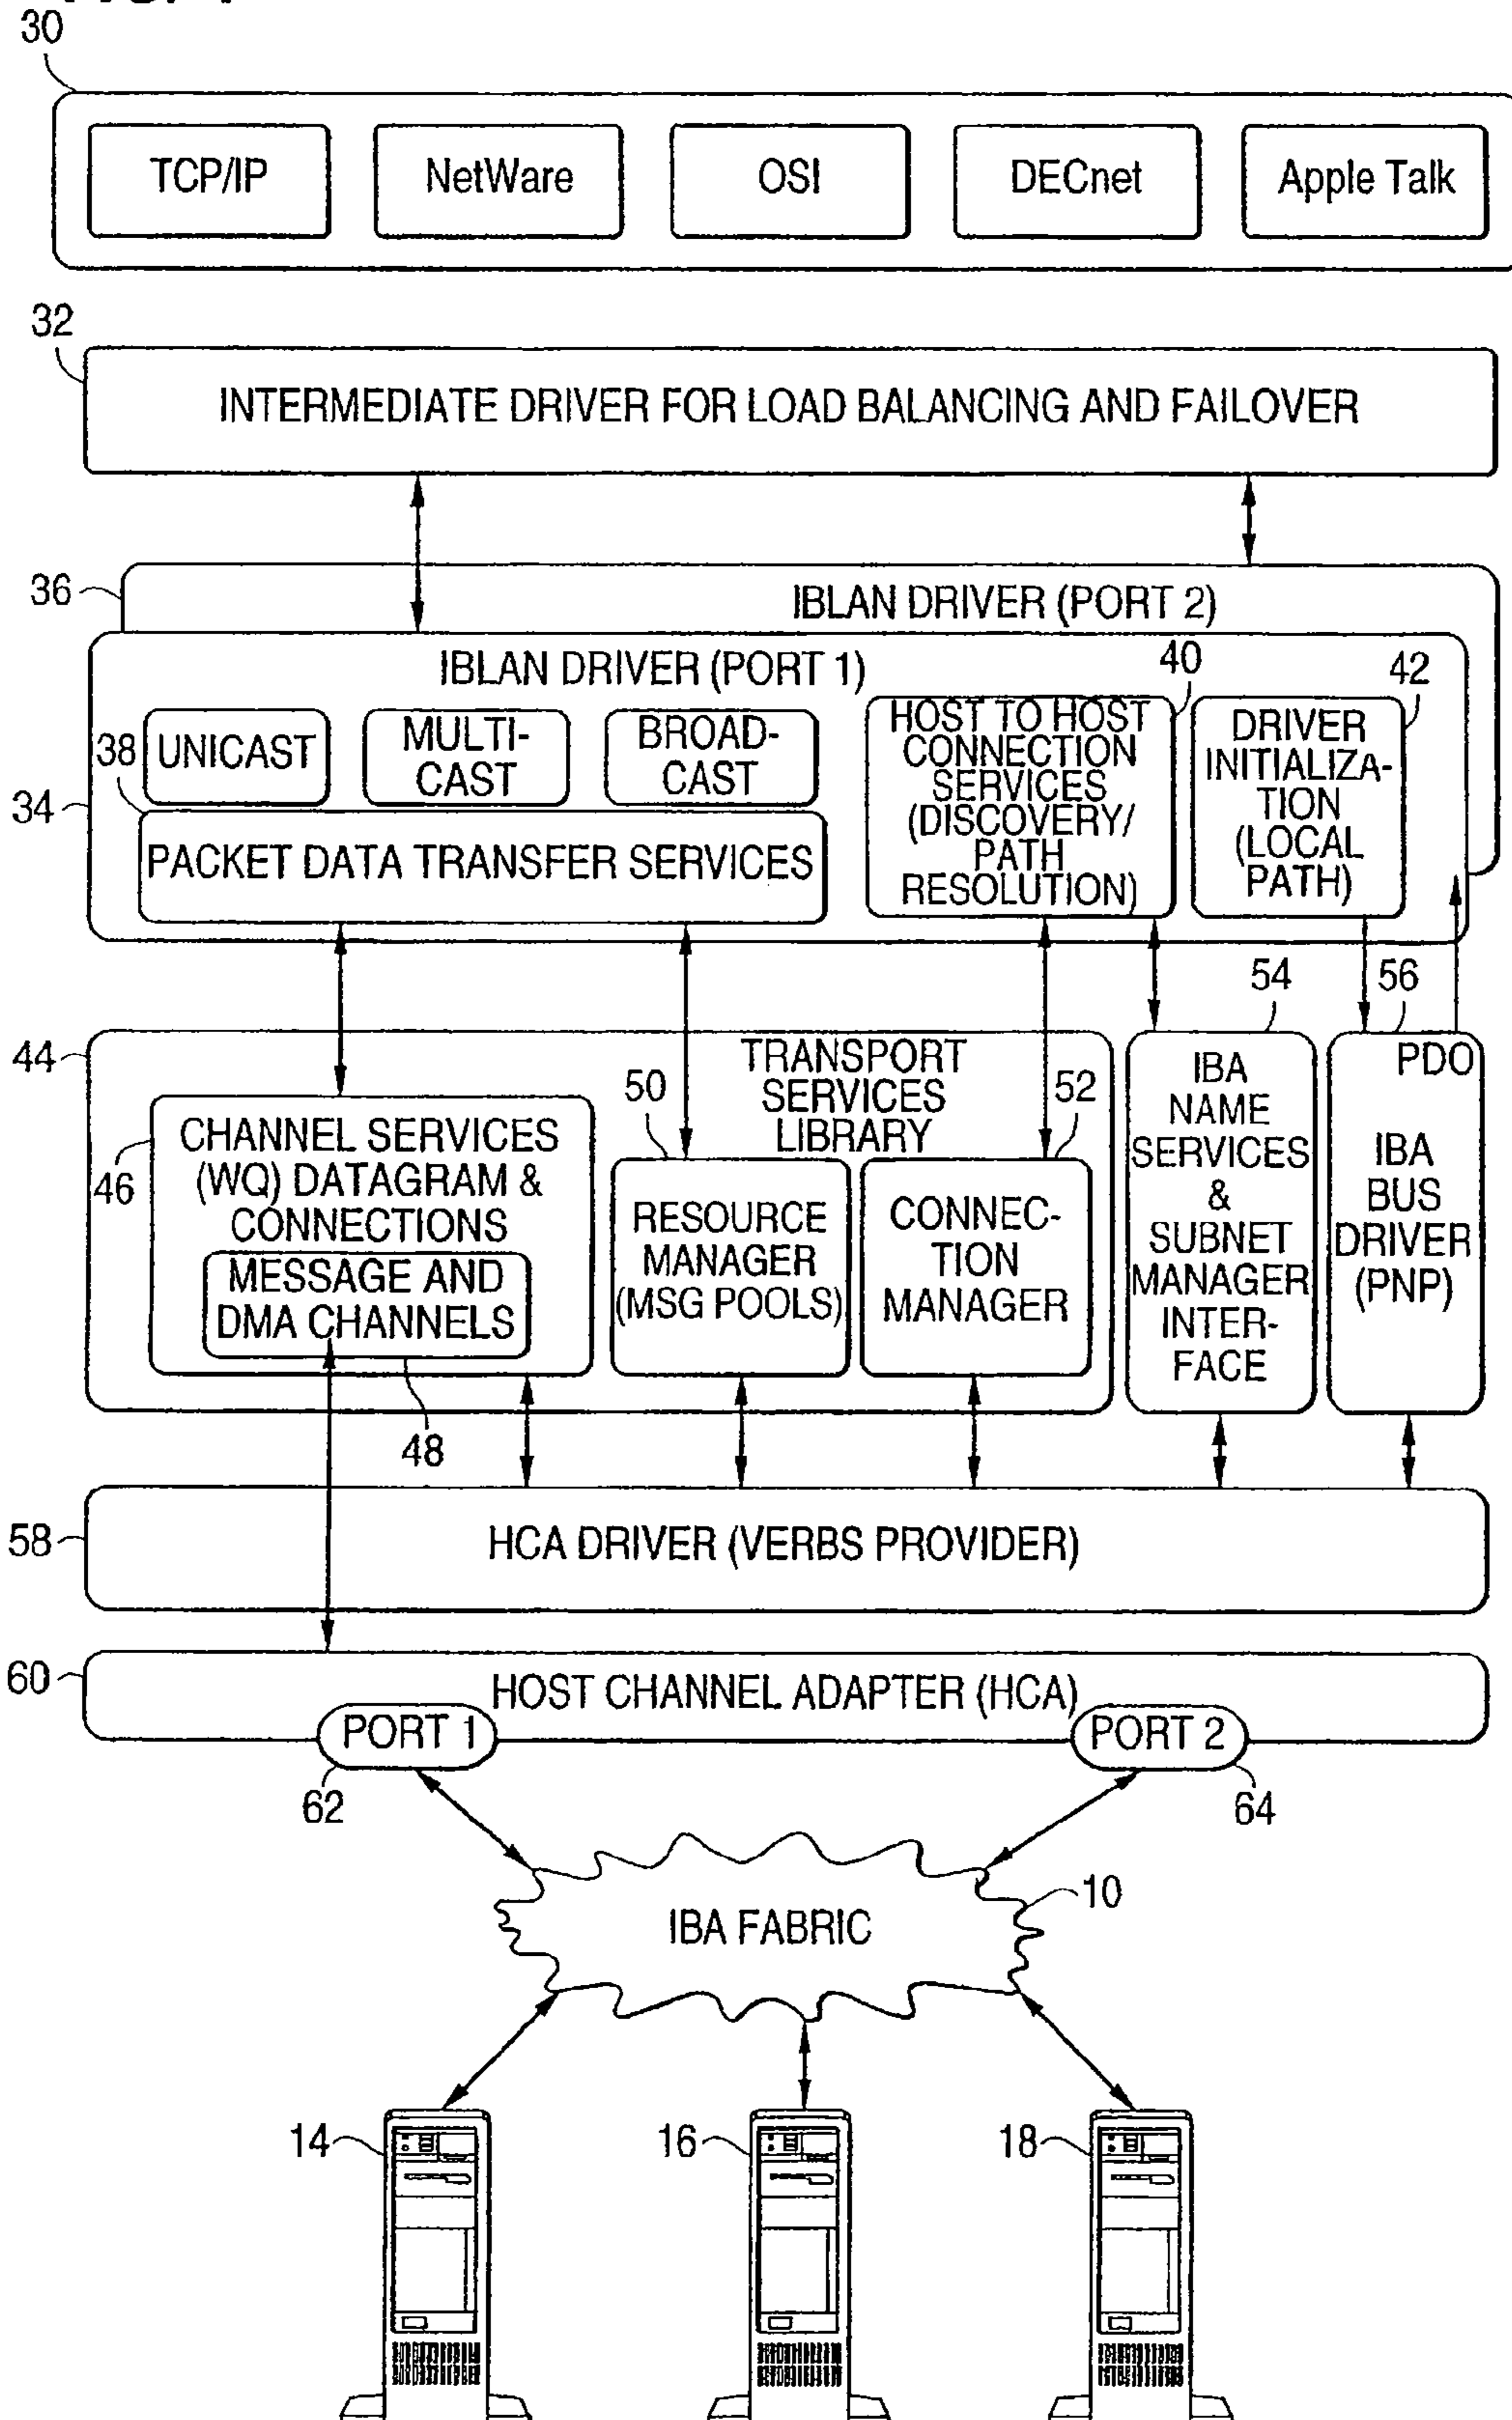 30
TCP/IP
NetWare
OSI
DECnet
Apple Talk
32
INTERMEDIATE DRIVER FOR LOAD BALANCING AND FAILOVER
36
IBLAN DRIVER (PORT 2)
IBLAN DRIVER (PORT 1)
40
42
34
38
UNICAST
MULTI-
CAST
BROAD-
CAST
PACKET DATA TRANSFER SERVICES
HOST TO HOST
CONNECTION
SERVICES
(DISCOVERY/
PATH
RESOLUTION)
DRIVER
INITIALIZA-
TION
(LOCAL
PATH)
54
56
44
TRANSPORT
SERVICES
LIBRARY
50
52
46
CHANNEL SERVICES
(WQ) DATAGRAM &
CONNECTIONS
MESSAGE AND
DMA CHANNELS
48
RESOURCE
MANAGER
(MSG POOLS)
CONNEC-
TION
MANAGER
IBA
NAME
SERVICES
&
SUBNET
MANAGER
INTER-
FACE
PDO
IBA
BUS
DRIVER
(PNP)
58
HCA DRIVER (VERBS PROVIDER)
60
HOST CHANNEL ADAPTER (HCA)
PORT 1
PORT 2
62
64
10
IBA FABRIC
14
16
18